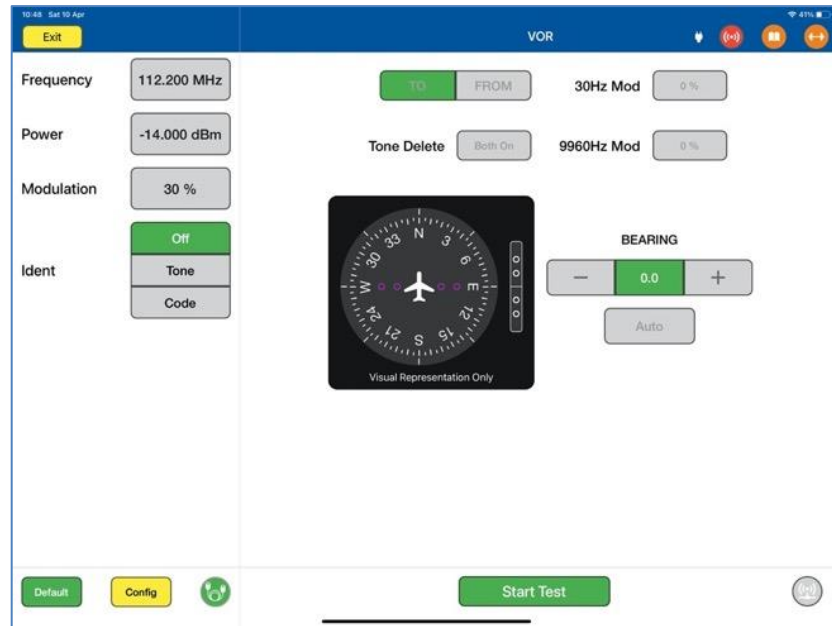 10:48 Sat 10 Apr
41%
Exit
VOR
Frequency
112.200 MHz
Power
-14.000 dBm
Modulation
30 %
Ident
Off
Tone
Code
TO FROM
30Hz Mod
0 %
Tone Delete
Both On
9960Hz Mod
0 %
N
3
6
E
12
15
S
21
24
W
30
33
Visual Representation Only
BEARING
− 0.0 +
Auto
Default
Config
Start Test